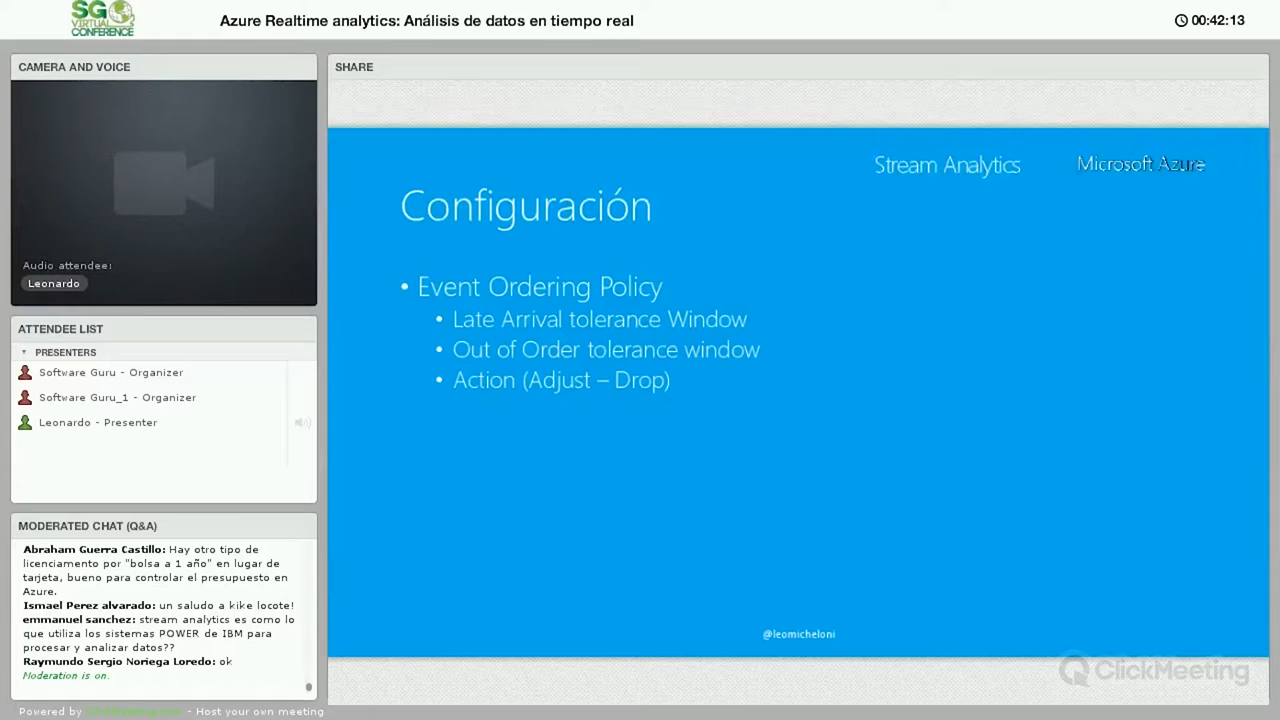 SG
VIRTUAL
CONFERENCE
Azure Realtime analytics: Análisis de datos en tiempo real
00:42:13
CAMERA AND VOICE
Audio attendee:
Leonardo
ATTENDEE LIST
PRESENTERS
Software Guru - Organizer
Software Guru_1 - Organizer
Leonardo - Presenter
MODERATED CHAT (Q&A)
Abraham Guerra Castillo: Hay otro tipo de
licenciamento por "bolsa a 1 año" en lugar de
tarjeta, bueno para controlar el presupuesto en
Azure.
Ismael Perez alvarado: un saludo a kike locote!
emmanuel sanchez: stream analytics es como lo
que utiliza los sistemas POWER de IBM para
procesar y analizar datos??
Raymundo Sergio Noriega Loredo: ok
Moderation is on.
Powered by ClickMeeting.com - Host your own meeting
SHARE
Stream Analytics
Microsoft Azure
Configuración
• Event Ordering Policy
• Late Arrival tolerance Window
• Out of Order tolerance window
• Action (Adjust – Drop)
@leomicheloni
ClickMeeting